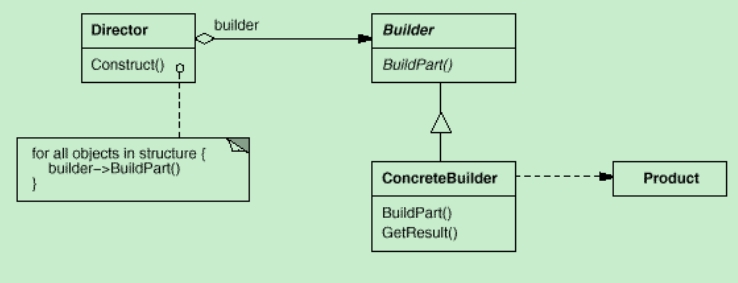 Director
Construct()
builder
Builder
BuildPart()
for all objects in structure {
builder–>BuildPart()
}
ConcreteBuilder
BuildPart()
GetResult()
Product